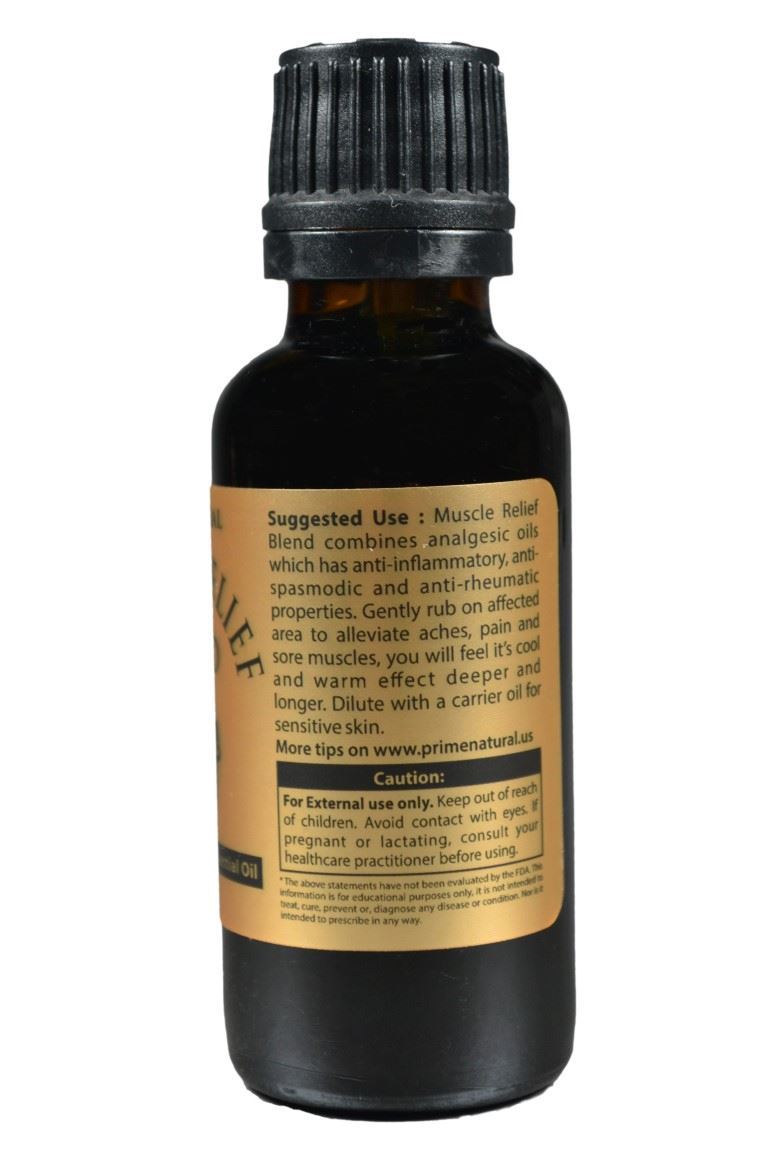 Suggested Use : Muscle Relief
Blend combines analgesic oils
which has anti-inflammatory, anti-
spasmodic and anti-rheumatic
properties. Gently rub on affected
area to alleviate aches, pain and
sore muscles, you will feel it's cool
and warm effect deeper and
longer. Dilute with a carrier oil for
sensitive skin.
More tips on www.primenatural.us
Caution:
For External use only. Keep out of reach
of children. Avoid contact with eyes. If
pregnant or lactating, consult your
healthcare practitioner before using.
*The above statements have not been evaluated by the FDA. This
information is for educational purposes only, it is not intended to
treat, cure, prevent or, diagnose any disease or condition. Nor is it
intended to prescribe in any way.
ELIEF
Oil